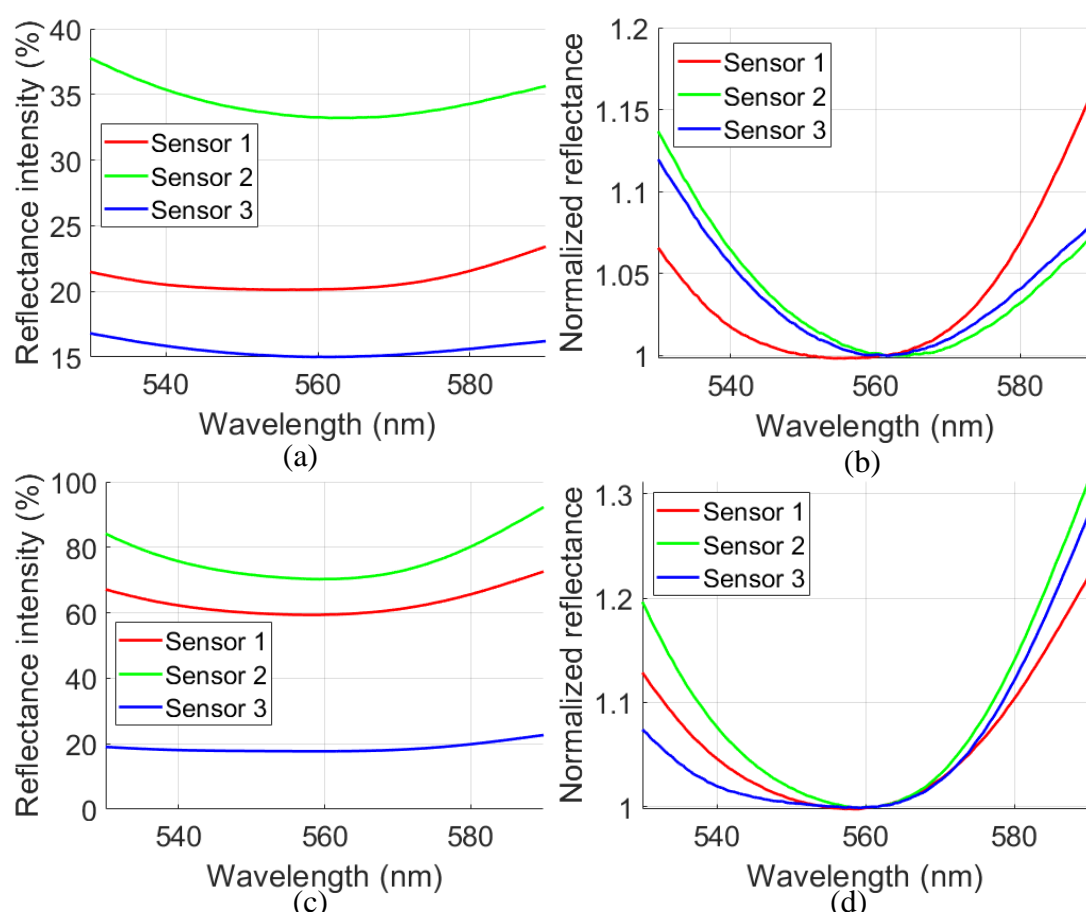 Reflectance intensity (%)
40
35
30
25
20
15
Sensor 1
Sensor 2
Sensor 3
540
560
580
Wavelength (nm)
(a)
Normalized reflectance
1.2
1.15
1.1
1.05
1
Sensor 1
Sensor 2
Sensor 3
540
560
580
Wavelength (nm)
(b)
Reflectance intensity (%)
100
80
60
40
20
0
Sensor 1
Sensor 2
Sensor 3
540
560
580
Wavelength (nm)
(c)
Normalized reflectance
1.3
1.2
1.1
1
Sensor 1
Sensor 2
Sensor 3
540
560
580
Wavelength (nm)
(d)